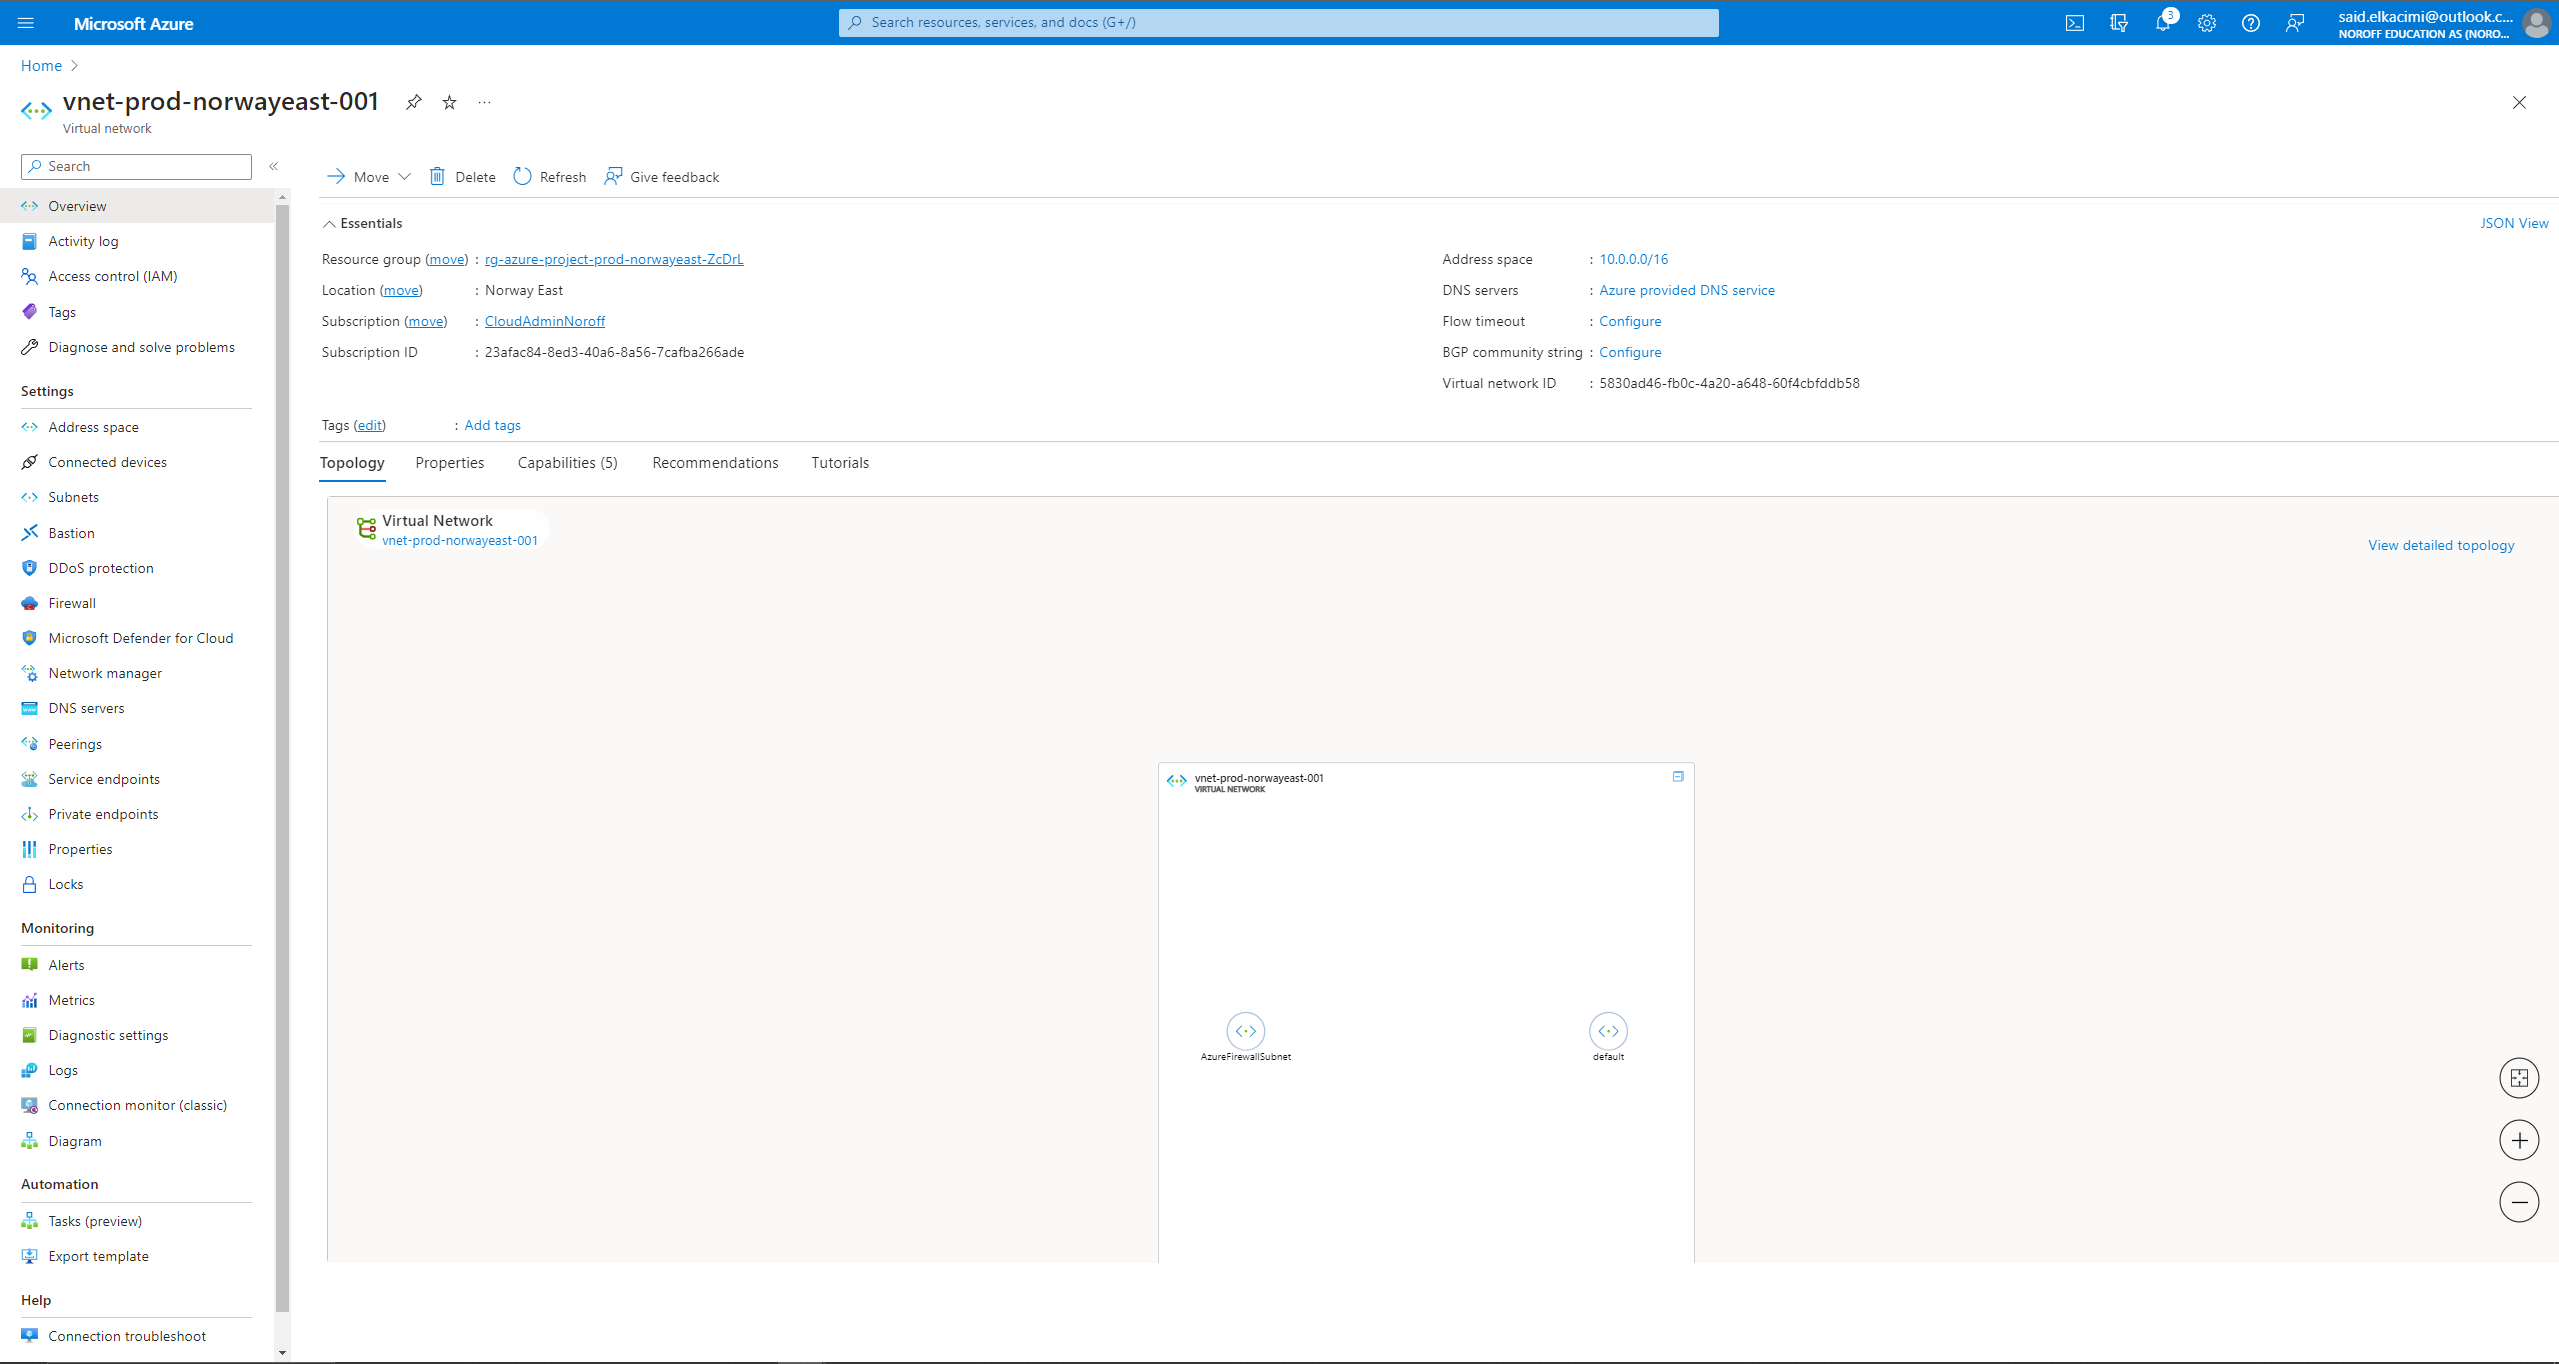 Microsoft Azure
Search resources, services, and docs (G+/)
3
said.elkacimi@outlook.c...
NOROFF EDUCATION AS (NORO...
Home
vnet-prod-norwayeast-001
Virtual network
Search
Move
Delete
Refresh
Give feedback
Overview
Activity log
Access control (IAM)
Tags
Diagnose and solve problems
Settings
Address space
Connected devices
Subnets
Bastion
DDoS protection
Firewall
Microsoft Defender for Cloud
Network manager
DNS servers
Peerings
Service endpoints
Private endpoints
Properties
Locks
Monitoring
Alerts
Metrics
Diagnostic settings
Logs
Connection monitor (classic)
Diagram
Automation
Tasks (preview)
Export template
Help
Connection troubleshoot
Essentials
JSON View
Resource group (move) : rg-azure-project-prod-norwayeast-ZcDrL
Location (move) : Norway East
Subscription (move) : CloudAdminNoroff
Subscription ID : 23afac84-8ed3-40a6-8a56-7cafba266ade
Address space : 10.0.0.0/16
DNS servers : Azure provided DNS service
Flow timeout : Configure
BGP community string : Configure
Virtual network ID : 5830ad46-fb0c-4a20-a648-60f4cbfddb58
Tags (edit) : Add tags
Topology
Properties
Capabilities (5)
Recommendations
Tutorials
Virtual Network
vnet-prod-norwayeast-001
View detailed topology
vnet-prod-norwayeast-001
VIRTUAL NETWORK
AzureFirewallSubnet
default